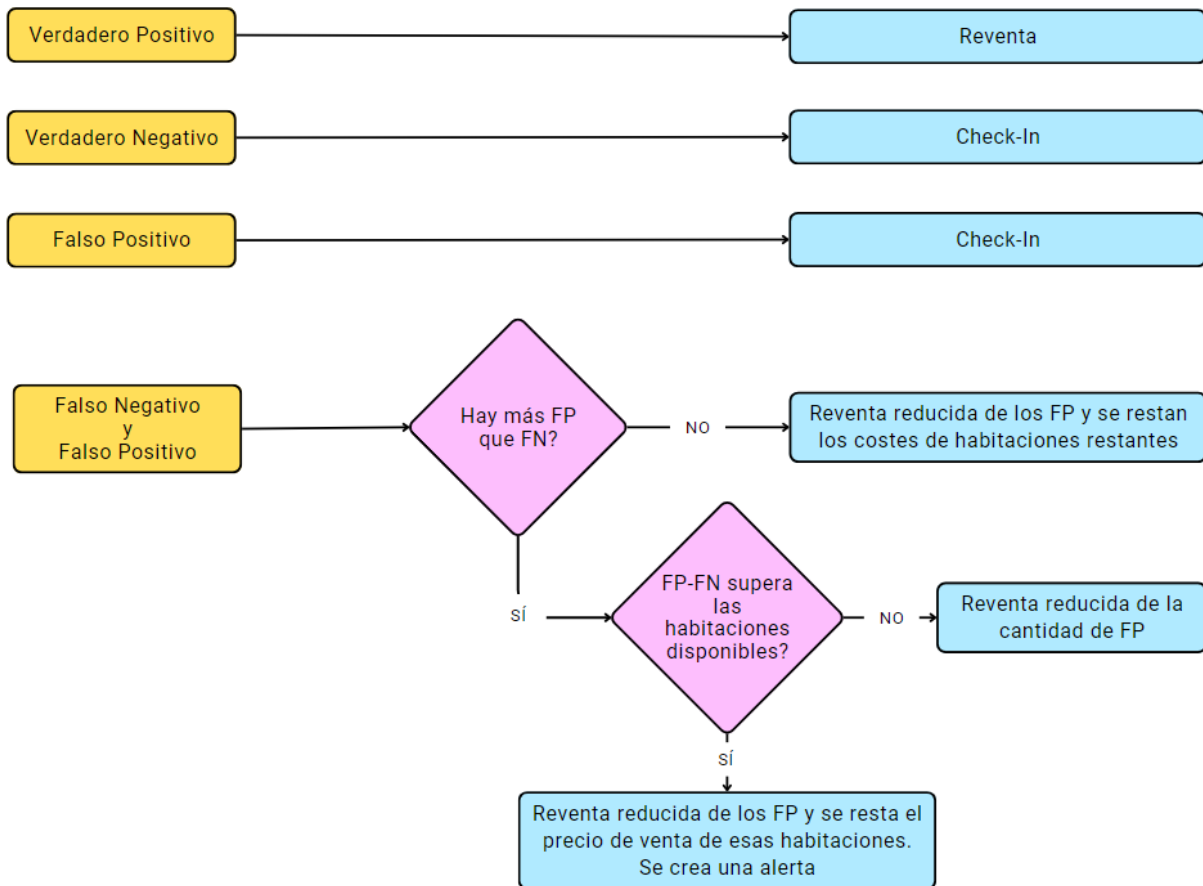 Verdadero Positivo
Reventa
Verdadero Negativo
Check-In
Falso Positivo
Check-In
Falso Negativo
y
Falso Positivo
Hay más FP
que FN?
NO
Reventa reducida de los FP y se restan
los costes de habitaciones restantes
SÍ
FP-FN supera
las
habitaciones
disponibles?
NO
Reventa reducida de la
cantidad de FP
SÍ
Reventa reducida de los FP y se resta el
precio de venta de esas habitaciones.
Se crea una alerta